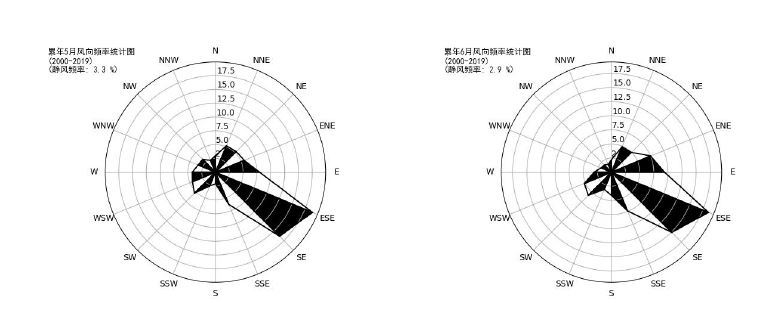 累年5月风向频率统计图
(2000-2019)
(静风频率: 3.3 %)
N
NNE
NE
ENE
E
ESE
SE
SSE
S
SSW
SW
WSW
W
WNW
NW
NNW
17.5
15.0
12.5
10.0
7.5
5.0
累年6月风向频率统计图
(2000-2019)
(静风频率: 2.9 %)
N
NNE
NE
ENE
E
ESE
SE
SSE
S
SSW
SW
WSW
W
WNW
NW
NNW
17.5
15.0
12.5
10.0
7.5
5.0